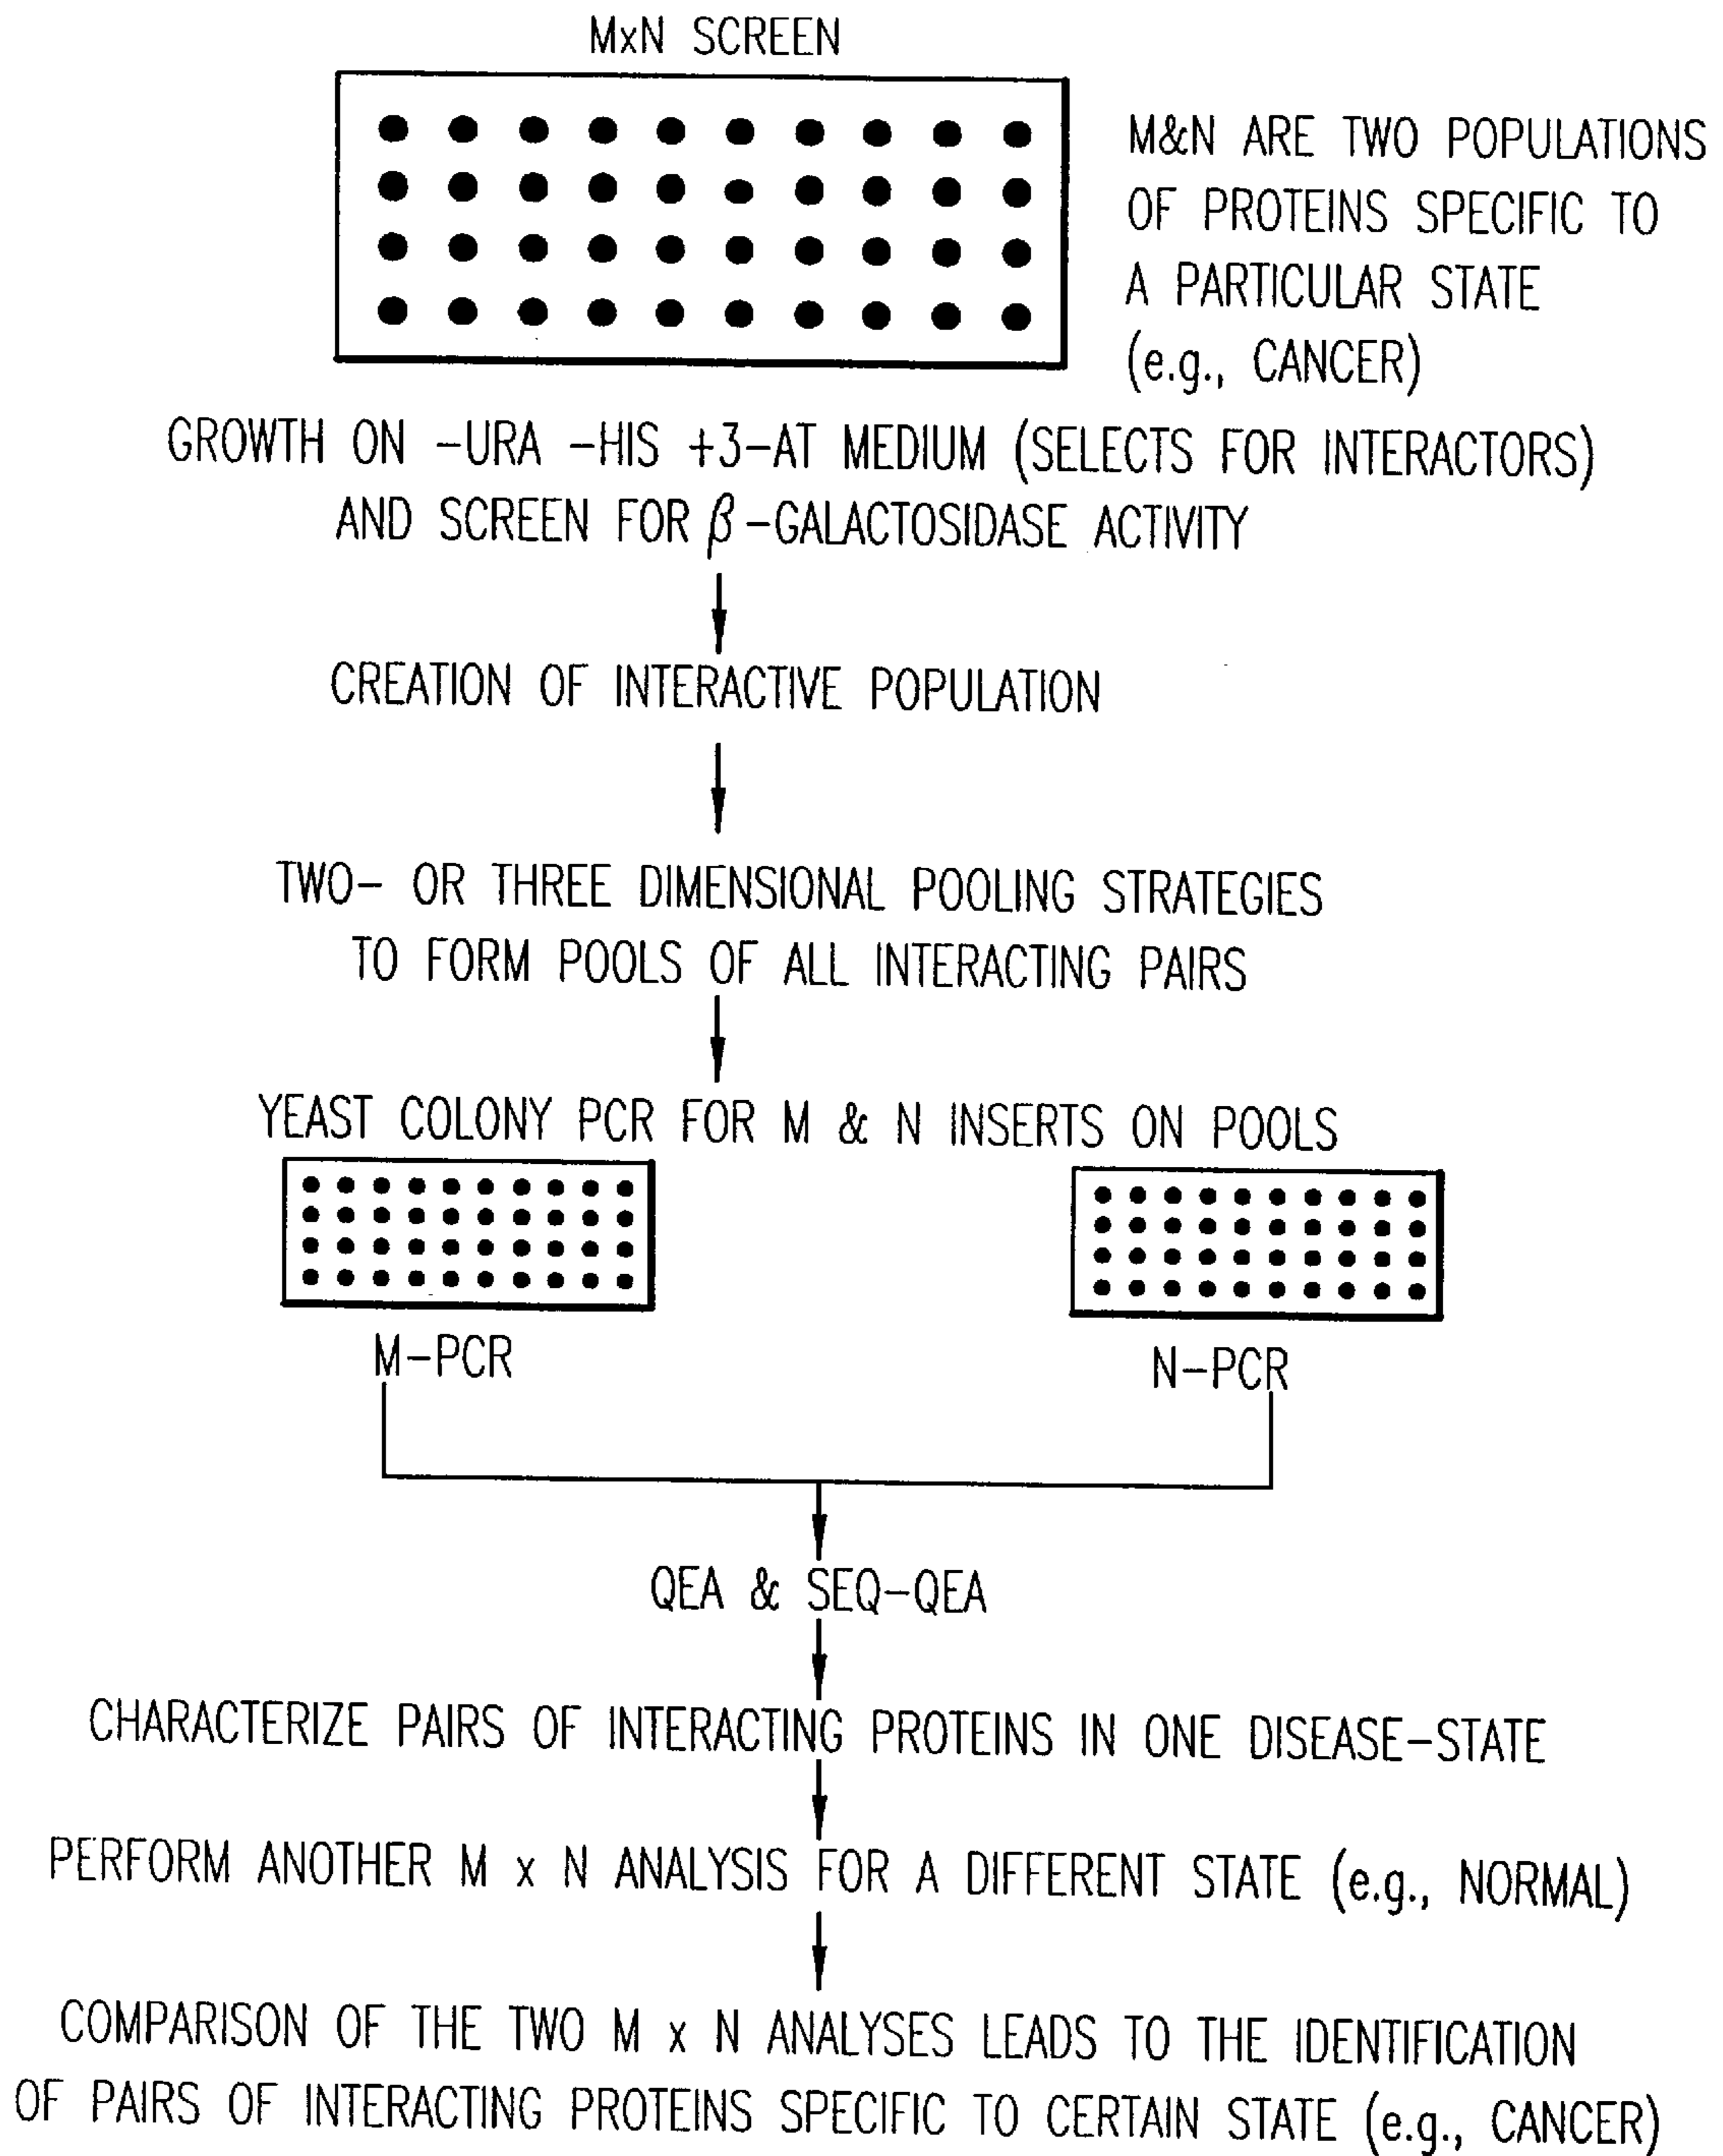 MxN SCREEN
M&N ARE TWO POPULATIONS
OF PROTEINS SPECIFIC TO
A PARTICULAR STATE
(e.g., CANCER)
GROWTH ON -URA -HIS +3-AT MEDIUM (SELECTS FOR INTERACTORS)
AND SCREEN FOR β-GALACTOSIDASE ACTIVITY
CREATION OF INTERACTIVE POPULATION
TWO- OR THREE DIMENSIONAL POOLING STRATEGIES
TO FORM POOLS OF ALL INTERACTING PAIRS
YEAST COLONY PCR FOR M & N INSERTS ON POOLS
M-PCR
N-PCR
QEA & SEQ-QEA
CHARACTERIZE PAIRS OF INTERACTING PROTEINS IN ONE DISEASE-STATE
PERFORM ANOTHER M x N ANALYSIS FOR A DIFFERENT STATE (e.g., NORMAL)
COMPARISON OF THE TWO M x N ANALYSES LEADS TO THE IDENTIFICATION
OF PAIRS OF INTERACTING PROTEINS SPECIFIC TO CERTAIN STATE (e.g., CANCER)